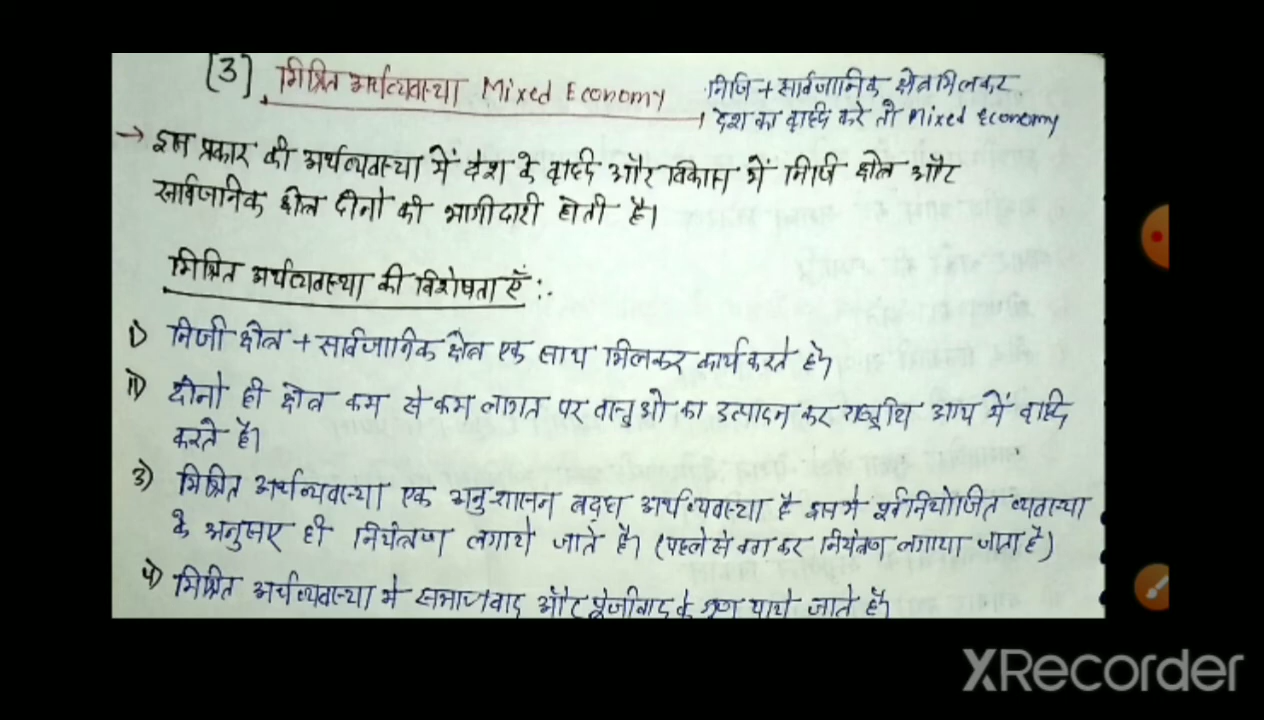 [3] मिश्रित अर्थव्यवस्था Mixed Economy
निजि + सार्वजानिक क्षेत्र मिलकर
देश का वृद्दि करे तो Mixed Economy
→ इस प्रकार की अर्थव्यवस्था में देश के वृद्दि और विकास में निजि क्षेत्र और
सार्वजानिक क्षेत्र दोनो की भागीदारी होती है।
मिश्रित अर्थव्यवस्था की विशेषताएँ :-
i) निजी क्षेत्र + सार्वजानिक क्षेत्र एक साथ मिलकर कार्य करते है।
ii) दोनो ही क्षेत्र कम से कम लागत पर वस्तुओ का उत्पादन कर राष्ट्रीय आय में वृद्दि
करते है।
3) मिश्रित अर्थव्यवस्था एक अनुशासन बद्ध अर्थव्यवस्था है इसमे पूर्वनियोजित व्यवस्था
के अनुसार ही नियंत्रण लगाये जाते है। (पहले से बना कर नियंत्रण लगाया जाता है)
4) मिश्रित अर्थव्यवस्था मे समाजवाद और पूंजीवाद के गुण पाये जाते है।
XRecorder